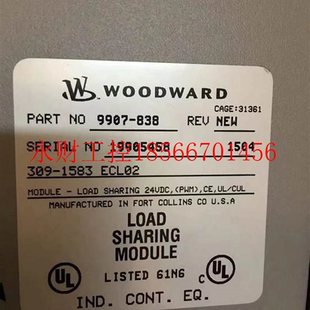 WOODWARD
CAGE:31361
PART NO 9907-838 REV NEW
SERIAL NO 19905458 1504
永财工控18566701456
309-1583 ECL02
MODULE - LOAD SHARING 24VDC,(PWM),CE,UL/CUL
MANUFACTURED IN FORT COLLINS CO U.S.A
LOAD
SHARING
MODULE
UL LISTED 61N6 C UL
IND. CONT. EQ.